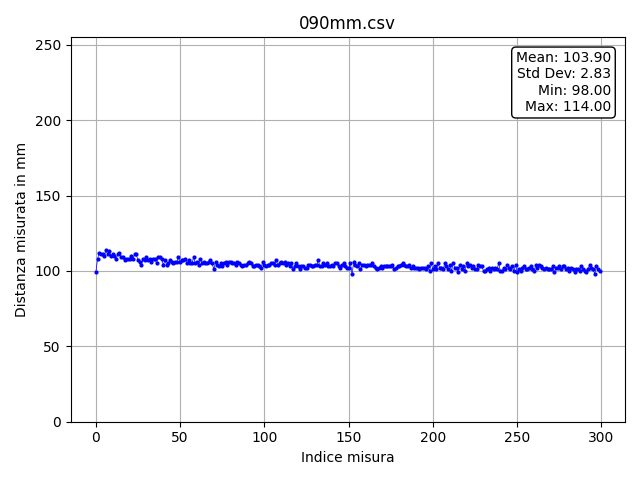 090mm.csv
Mean: 103.90
Std Dev: 2.83
Min: 98.00
Max: 114.00
Distanza misurata in mm
250
200
150
100
50
0
0 50 100 150 200 250 300
Indice misura